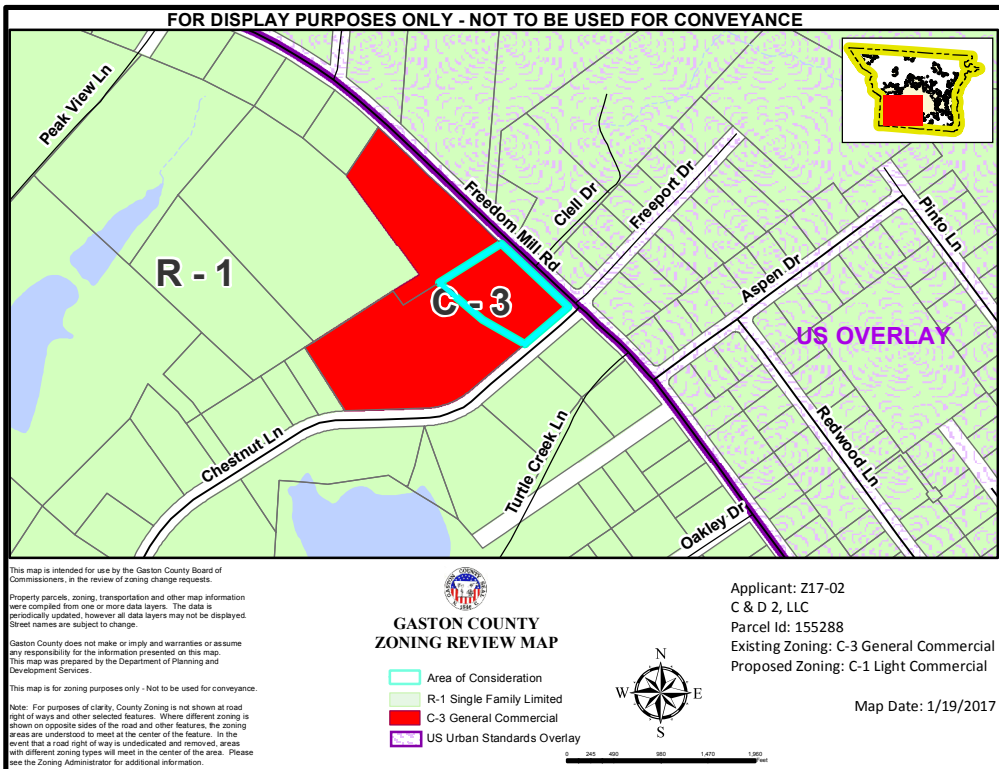 FOR DISPLAY PURPOSES ONLY - NOT TO BE USED FOR CONVEYANCE
Peak View Ln
R - 1
C - 3
Freedom Mill Rd
Clell Dr
Freeport Dr
Aspen Dr
Pinto Ln
US OVERLAY
Redwood Ln
Chestnut Ln
Turtle Creek Ln
Oakley Dr
This map is intended for use by the Gaston County Board of
Commissioners, in the review of zoning change requests.
Property parcels, zoning, transportation and other map information
were compiled from one or more data layers. The data is
periodically updated, however all data layers may not be displayed.
Street names are subject to change.
Gaston County does not make or imply and warranties or assume
any responsibility for the information presented on this map.
This map was prepared by the Department of Planning and
Development Services.
This map is for zoning purposes only - Not to be used for conveyance.
Note: For purposes of clarity, County Zoning is not shown at road
right of ways and other selected features. Where different zoning is
shown on opposite sides of the road and other features, the zoning
areas are understood to meet at the center of the feature. In the
event that a road right of way is undedicated and removed, areas
with different zoning types will meet in the center of the area. Please
see the Zoning Administrator for additional information.
GASTON COUNTY
ZONING REVIEW MAP
Area of Consideration
R-1 Single Family Limited
C-3 General Commercial
US Urban Standards Overlay
N
W
E
S
0 245 490 980 1,470 1,960
Feet
Applicant: Z17-02
C & D 2, LLC
Parcel Id: 155288
Existing Zoning: C-3 General Commercial
Proposed Zoning: C-1 Light Commercial
Map Date: 1/19/2017